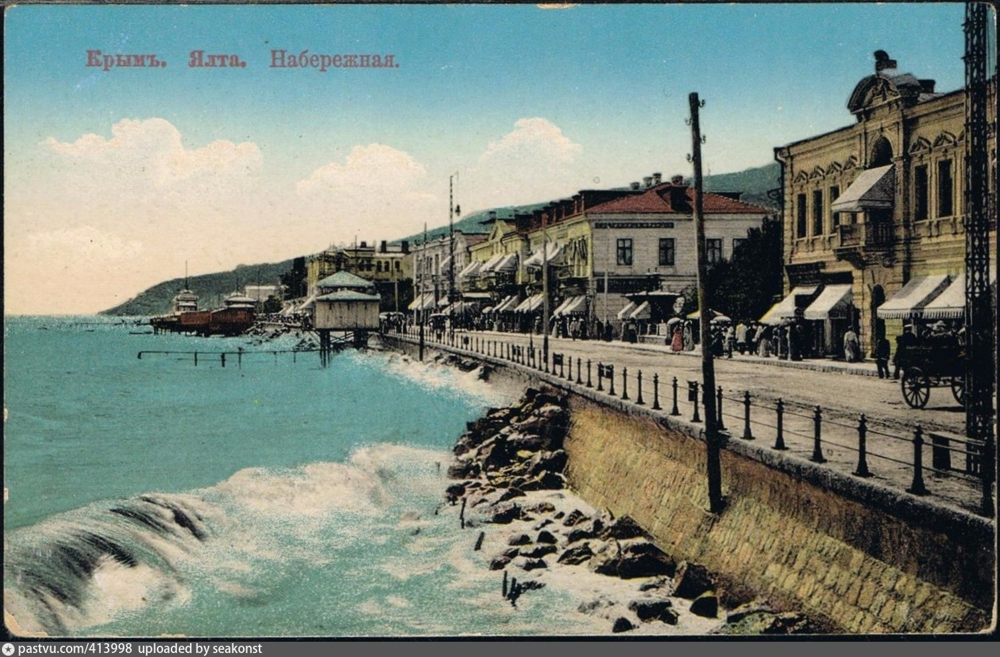 Крымъ. Ялта. Набережная.
pastvu.com/413998 uploaded by seakonst